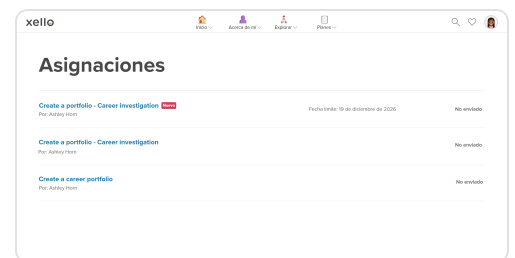 xello
Inicio
Acerca de mí
Explorar
Planes
Asignaciones
Create a portfolio - Career investigation Nuevo
Por: Ashley Horn
Fecha límite: 19 de diciembre de 2026
No enviado
Create a portfolio - Career investigation
Por: Ashley Horn
No enviado
Create a career portfolio
Por: Ashley Horn
No enviado